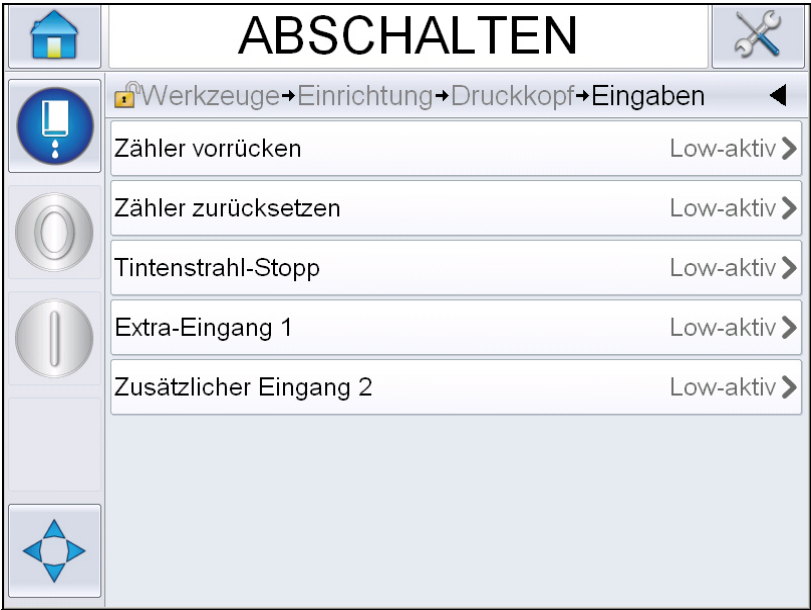 ABSCHALTEN
Werkzeuge→Einrichtung→Druckkopf→Eingaben
Zähler vorrücken Low-aktiv
Zähler zurücksetzen Low-aktiv
Tintenstrahl-Stopp Low-aktiv
Extra-Eingang 1 Low-aktiv
Zusätzlicher Eingang 2 Low-aktiv